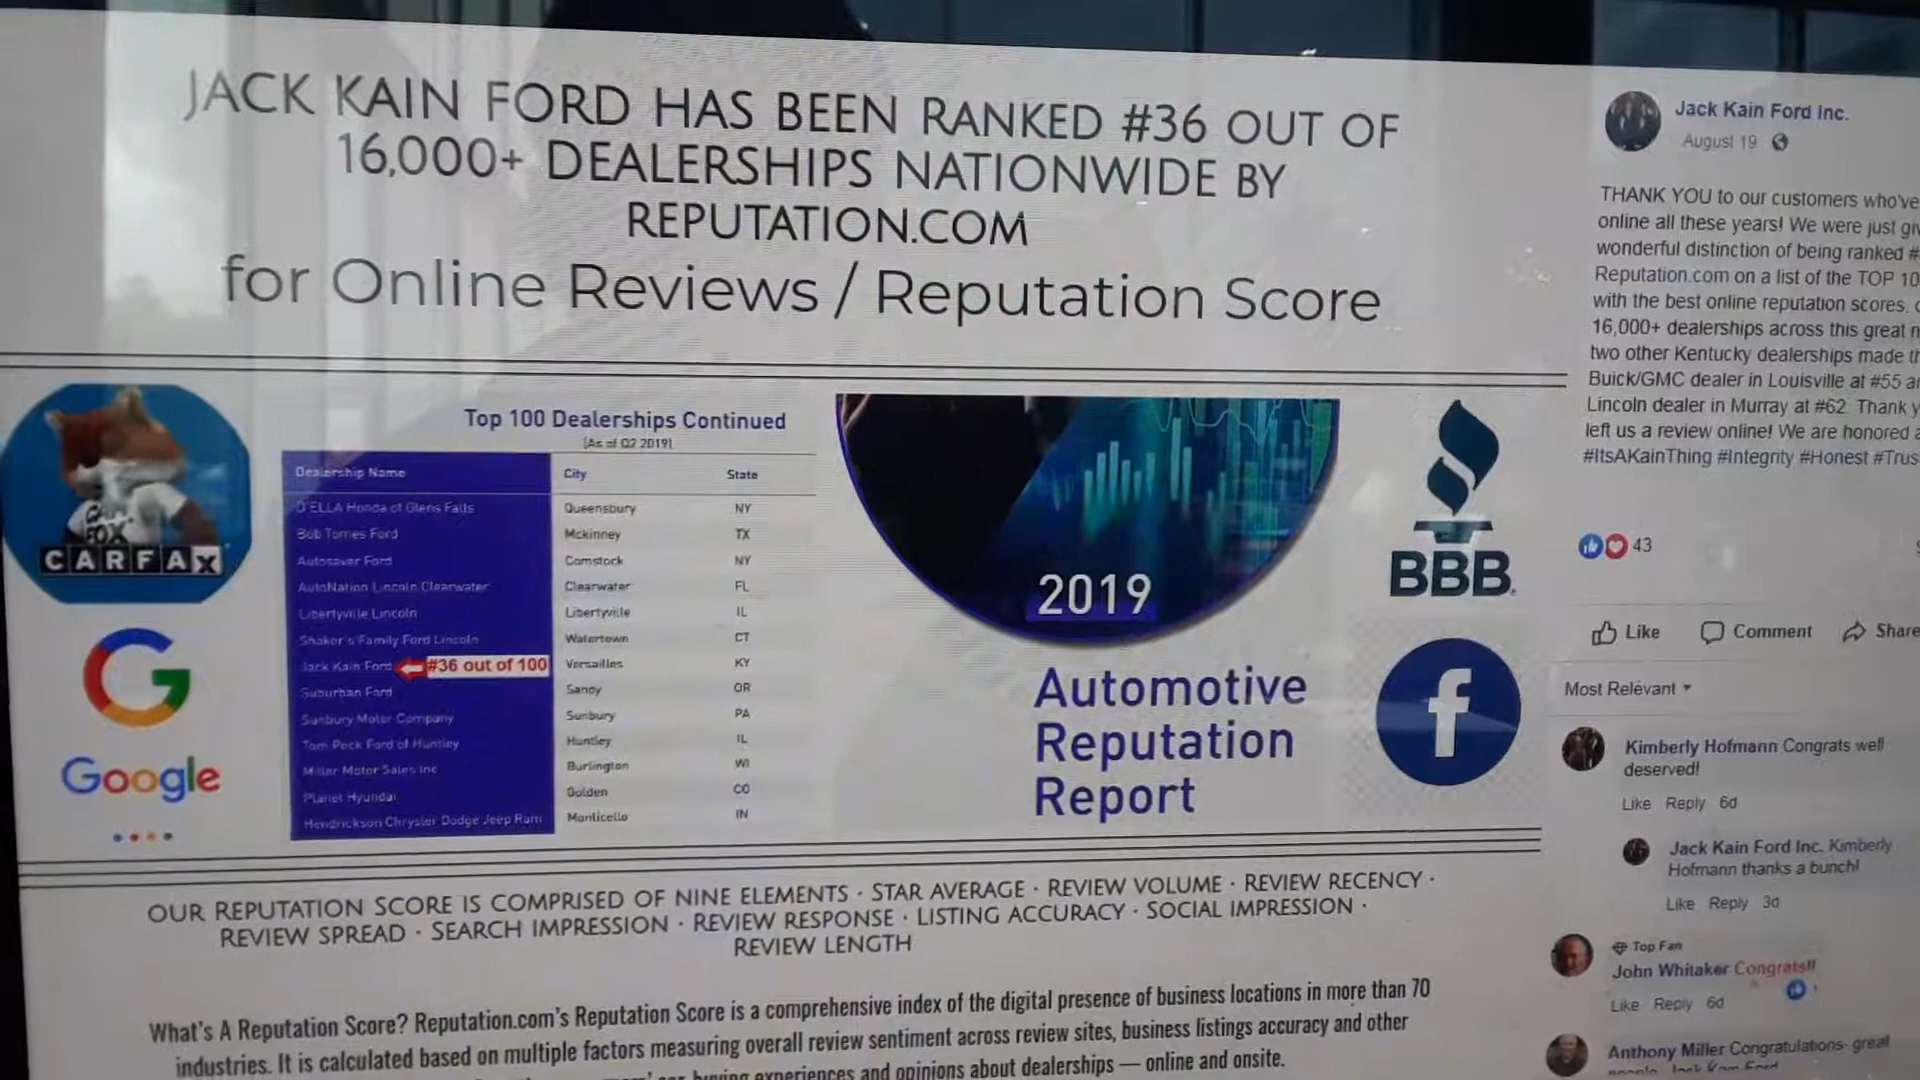 JACK KAIN FORD HAS BEEN RANKED #36 OUT OF
16,000+ DEALERSHIPS NATIONWIDE BY
REPUTATION.COM
for Online Reviews / Reputation Score
CARFAX
Google
Top 100 Dealerships Continued
(As of Q2 2019)
Dealership Name City State
D'ELLA Honda of Glens Falls Queensbury NY
Bob Tomes Ford Mckinney TX
Autosaver Ford Comstock NY
AutoNation Lincoln Clearwater Clearwater FL
Libertyville Lincoln Libertyville IL
Shaker's Family Ford Lincoln Watertown CT
Jack Kain Ford #36 out of 100 Versailles KY
Suburban Ford Sandy OR
Sunbury Motor Company Sunbury PA
Tom Peck Ford of Huntley Huntley IL
Miller Motor Sales Inc Burlington WI
Planet Hyundai Golden CO
Hendrickson Chrysler Dodge Jeep Ram Monticello IN
2019
Automotive
Reputation
Report
BBB
f
OUR REPUTATION SCORE IS COMPRISED OF NINE ELEMENTS · STAR AVERAGE · REVIEW VOLUME · REVIEW RECENCY ·
REVIEW SPREAD · SEARCH IMPRESSION · REVIEW RESPONSE · LISTING ACCURACY · SOCIAL IMPRESSION ·
REVIEW LENGTH
What's A Reputation Score? Reputation.com's Reputation Score is a comprehensive index of the digital presence of business locations in more than 70
industries. It is calculated based on multiple factors measuring overall review sentiment across review sites, business listings accuracy and other
buying experiences and opinions about dealerships — online and onsite.
Jack Kain Ford Inc.
August 19
THANK YOU to our customers who've
online all these years! We were just
wonderful distinction of being ranked #
Reputation.com on a list of the TOP 10
with the best online reputation scores.
16,000+ dealerships across this great
two other Kentucky dealerships made
Buick/GMC dealer in Louisville at #55
Lincoln dealer in Murray at #62. Thank
left us a review online! We are honored
#ItsAKainThing #Integrity #Honest #Trus
43
Like Comment Share
Most Relevant
Kimberly Hofmann Congrats well
deserved!
Like Reply 6d
Jack Kain Ford Inc. Kimberly
Hofmann thanks a bunch!
Like Reply 3d
Top Fan
John Whitaker Congrats!!
1
Like Reply 6d
Anthony Miller Congratulations- great